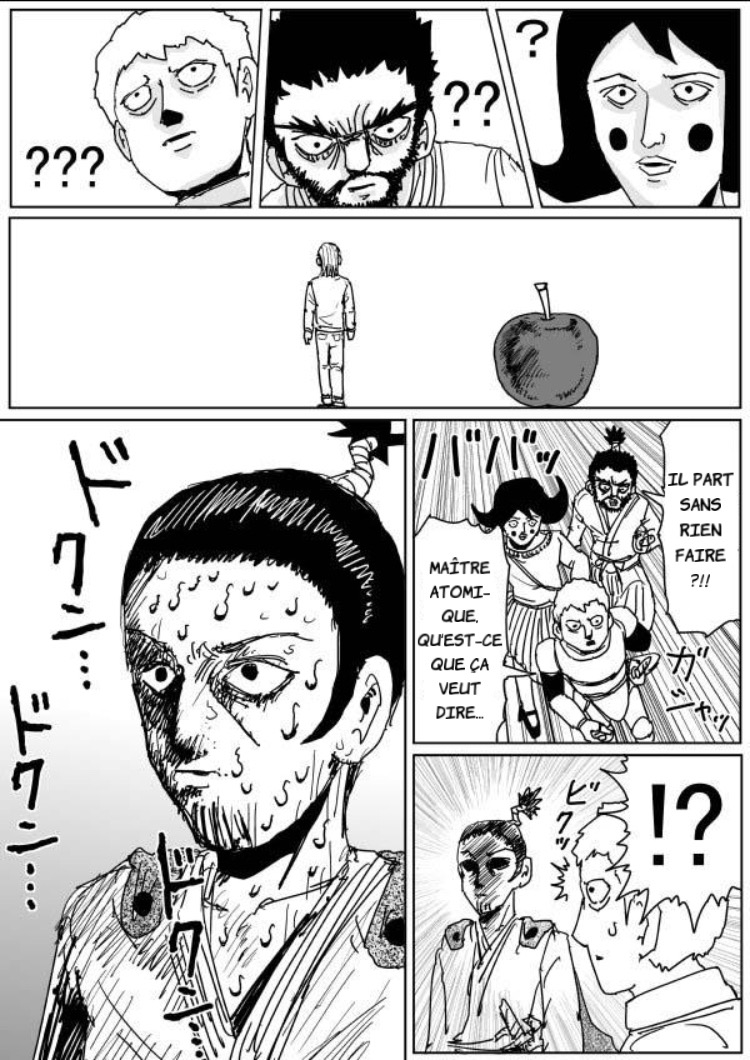 ?
??
???
IL PART
SANS
RIEN
FAIRE
?!!
ババッ
MAÎTRE
ATOMI-
QUE,
QU'EST-CE
QUE ÇA
VEUT
DIRE...
ガシャッ
!?
ビクッ
ドクン…
ドクン…
ドクン…